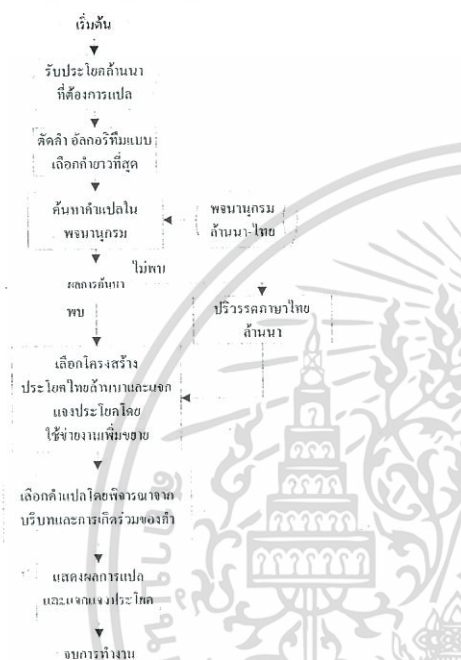 เริ่มต้น
รับประโยคล้านนา
ที่ต้องการแปล
ตัดคำ อัลกอริทึมแบบ
เลือกคำยาวที่สุด
ค้นหาคำแปลใน
พจนานุกรม
พจนานุกรม
ล้านนา-ไทย
ไม่พบ
ผลการค้นหา
พบ
ปริวรรตภาษาไทย
ล้านนา
เลือกโครงสร้าง
ประโยคไทยล้านนาและแจก
แจงประโยคโดย
ใช้ข่ายงานเพิ่มขยาย
เลือกคำแปลโดยพิจารณาจาก
บริบทและการเกิดร่วมของคำ
แสดงผลการแปล
และแจกแจงประโยค
จบการทำงาน